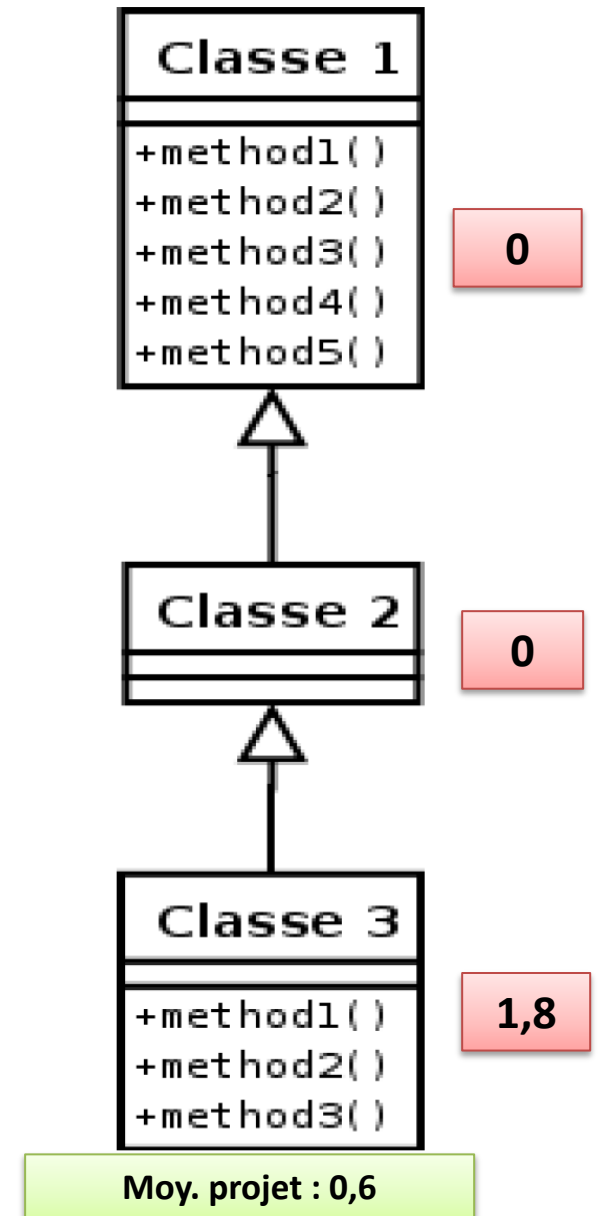 Classe 1
+method1()
+method2()
+method3()
+method4()
+method5()
0
Classe 2
0
Classe 3
+method1()
+method2()
+method3()
1,8
Moy. projet : 0,6